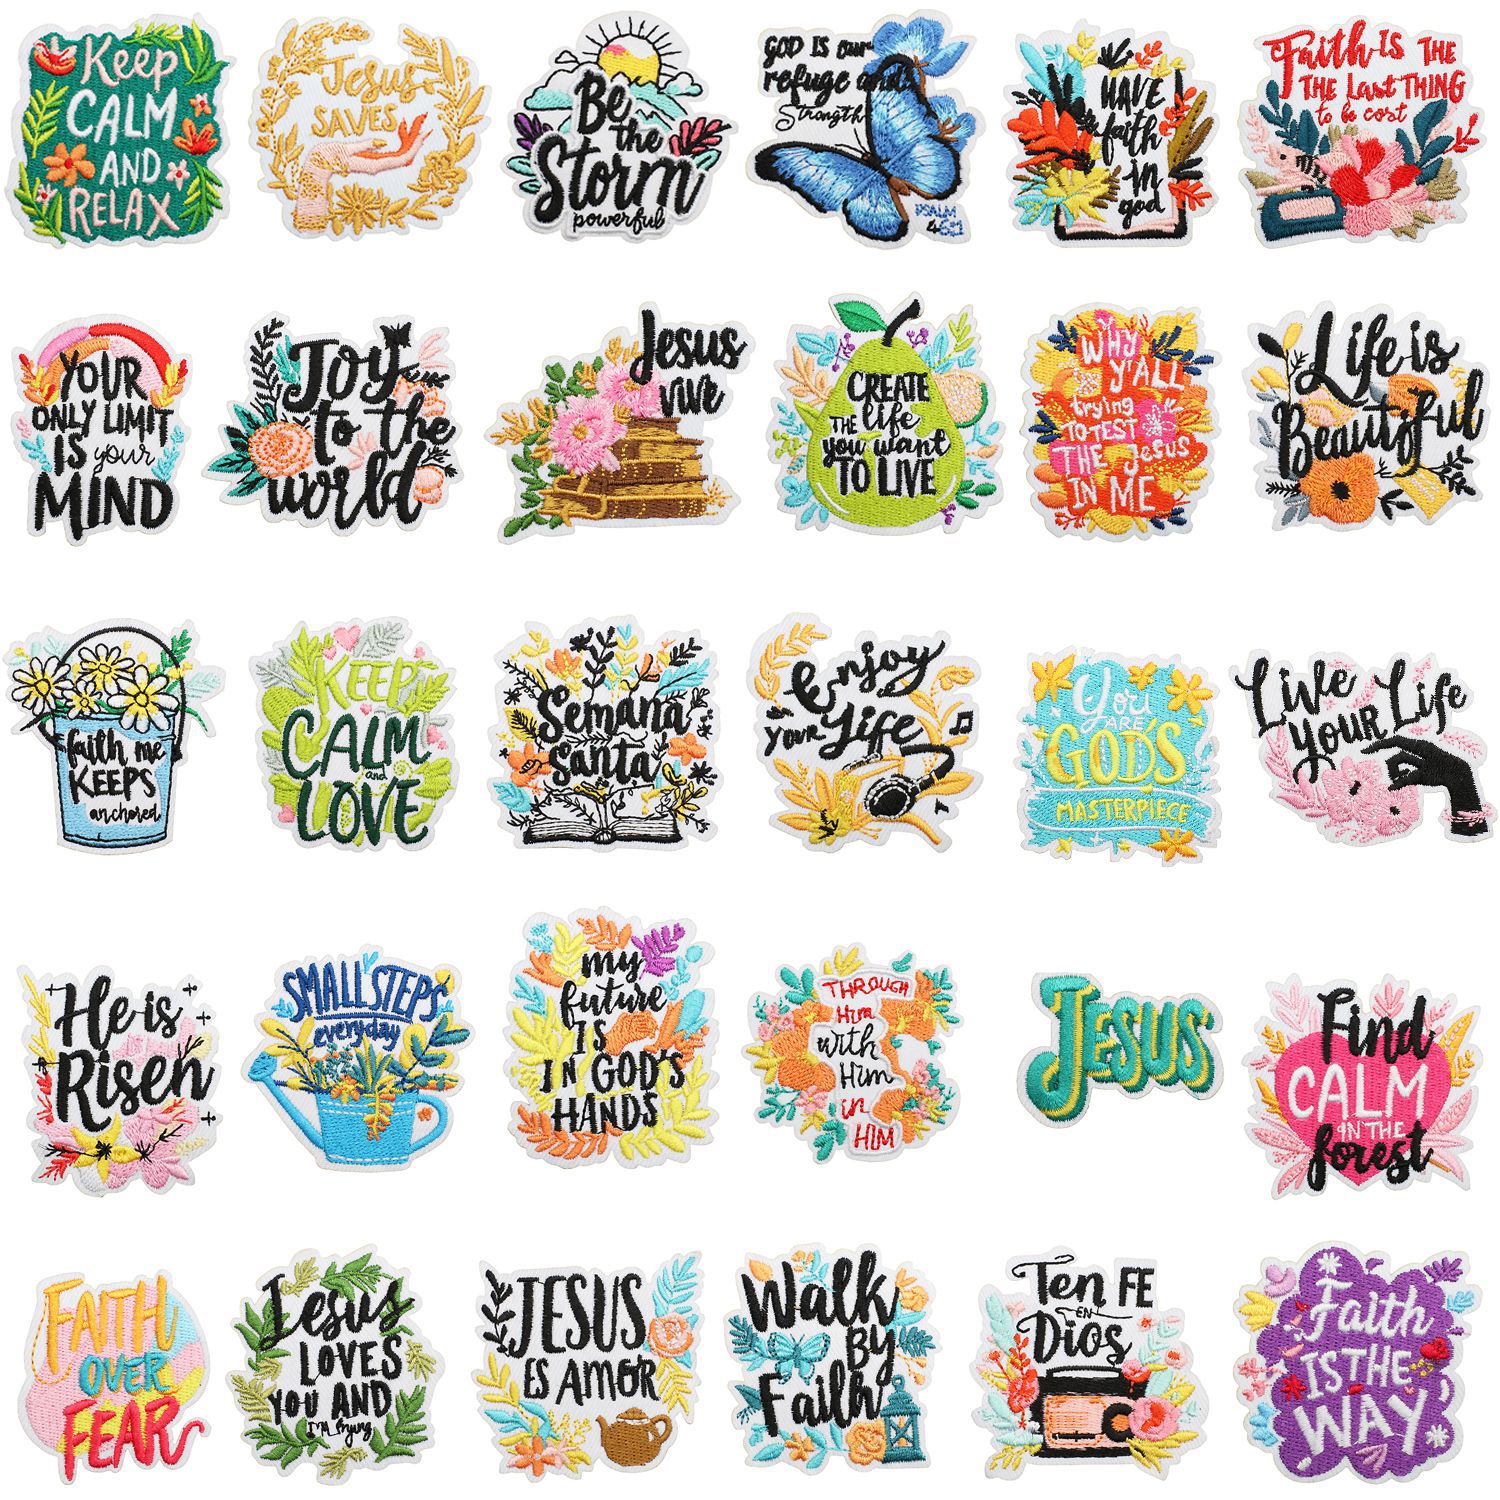 Keep
CALM
AND
RELAX
Jesus
SAVES
Be
the
Storm
powerful
GOD IS our
refuge and
Strength
PSALM
46:1
HAVE
faith
in
god
Faith IS THE
THE Last THING
to be cost
YOUR
ONLY LIMIT
IS your
MIND
Joy
to the
world
Jesus
VIVE
CREATE
THE life
you want
TO LIVE
WHY
Y'ALL
trying
TO TEST
THE Jesus
IN ME
Life is
Beautiful
faith me
KEEPS
anchored
KEEP
CALM
and
LOVE
Semana
Santa
Enjoy
YOUR Life
You
ARE
GOD'S
MASTERPIECE
Live
YOUR Life
He is
Risen
SMALL STEPS
everyday
my
future
IS
IN GOD'S
HANDS
THROUGH
Him
with
Him
in
HIM
JESUS
Find
CALM
IN THE
forest
FAITH
OVER
FEAR
Jesus
LOVES
YOU AND
I'M Trying
JESUS
ES AMOR
Walk
BY
Faith
Ten FE
EN
Dios
Faith
IS THE
WAY